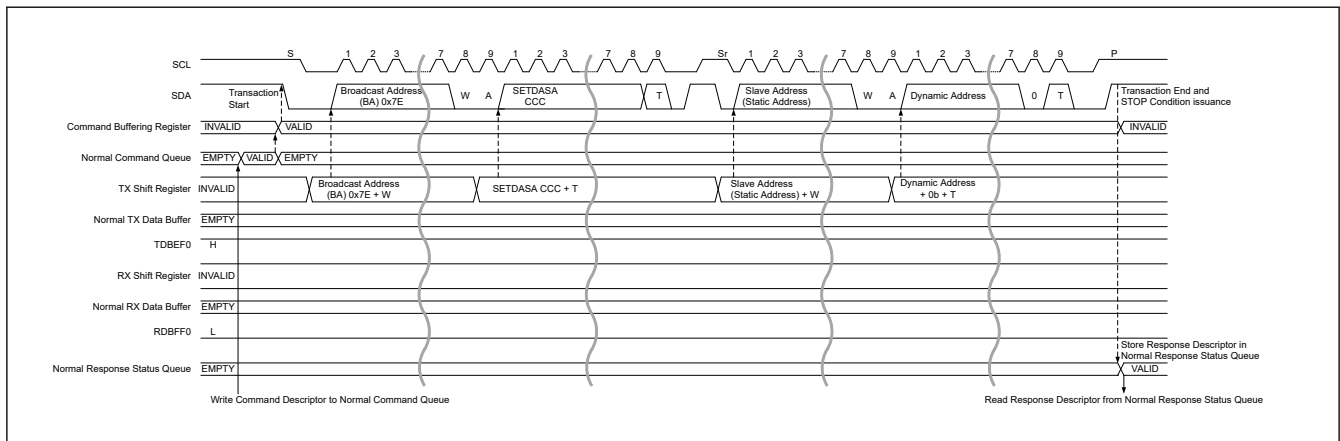 S 1 2 3 7 8 9 1 2 3 7 8 9 Sr 1 2 3 7 8 9 1 2 3 7 8 9 P
SCL
SDA
Transaction
Start
Broadcast Address
(BA) 0x7E
W
A
SETDASA
CCC
T
Slave Address
(Static Address)
W
A
Dynamic Address
0
T
Transaction End and
STOP Condition issuance
Command Buffering Register
INVALID
VALID
INVALID
Normal Command Queue
EMPTY
VALID
EMPTY
TX Shift Register
INVALID
Broadcast Address
(BA) 0x7E + W
SETDASA CCC + T
Slave Address
(Static Address) + W
Dynamic Address
+ 0b + T
Normal TX Data Buffer
EMPTY
TDBEF0
H
RX Shift Register
INVALID
Normal RX Data Buffer
EMPTY
RDBFF0
L
Store Response Descriptor in
Normal Response Status Queue
Normal Response Status Queue
EMPTY
VALID
Write Command Descriptor to Normal Command Queue
Read Response Descriptor from Normal Response Status Queue